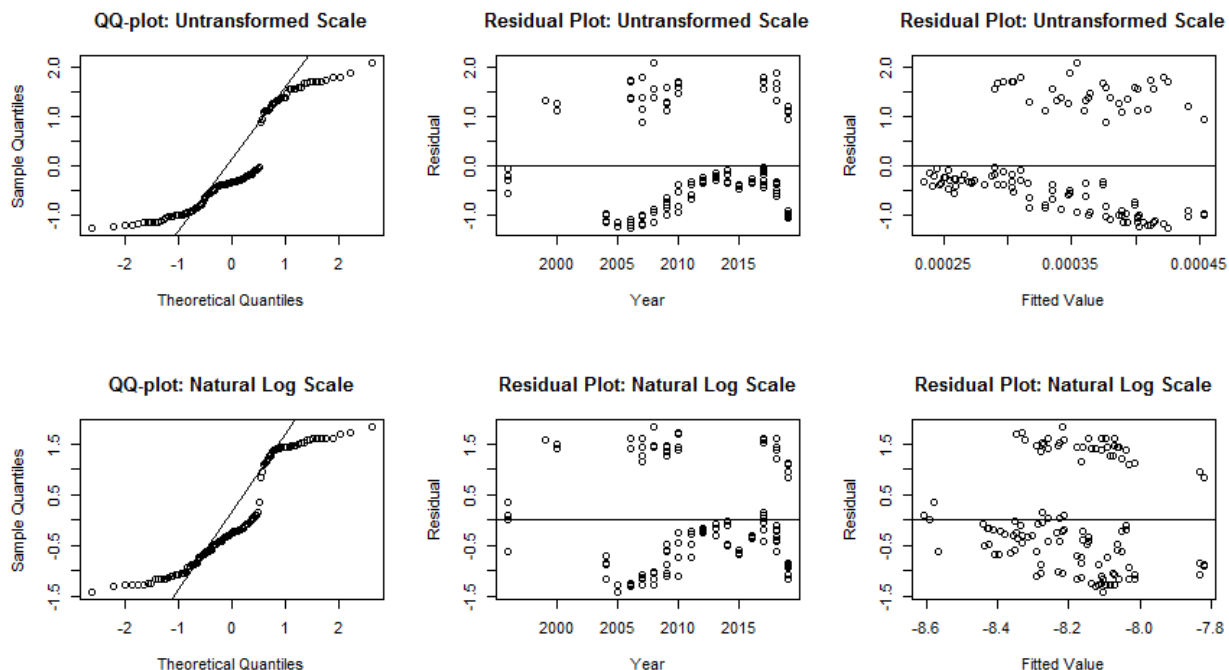 QQ-plot: Untransformed Scale
Sample Quantiles
2.0
1.0
0.0
-1.0
-2 -1 0 1 2
Theoretical Quantiles
Residual Plot: Untransformed Scale
Residual
2.0
1.0
0.0
-1.0
2000 2005 2010 2015
Year
Residual Plot: Untransformed Scale
Residual
2.0
1.0
0.0
-1.0
0.00025 0.00035 0.00045
Fitted Value
QQ-plot: Natural Log Scale
Sample Quantiles
1.5
0.5
-0.5
-1.5
-2 -1 0 1 2
Theoretical Quantiles
Residual Plot: Natural Log Scale
Residual
1.5
0.5
-0.5
-1.5
2000 2005 2010 2015
Year
Residual Plot: Natural Log Scale
Residual
1.5
0.5
-0.5
-1.5
-8.6 -8.4 -8.2 -8.0 -7.8
Fitted Value